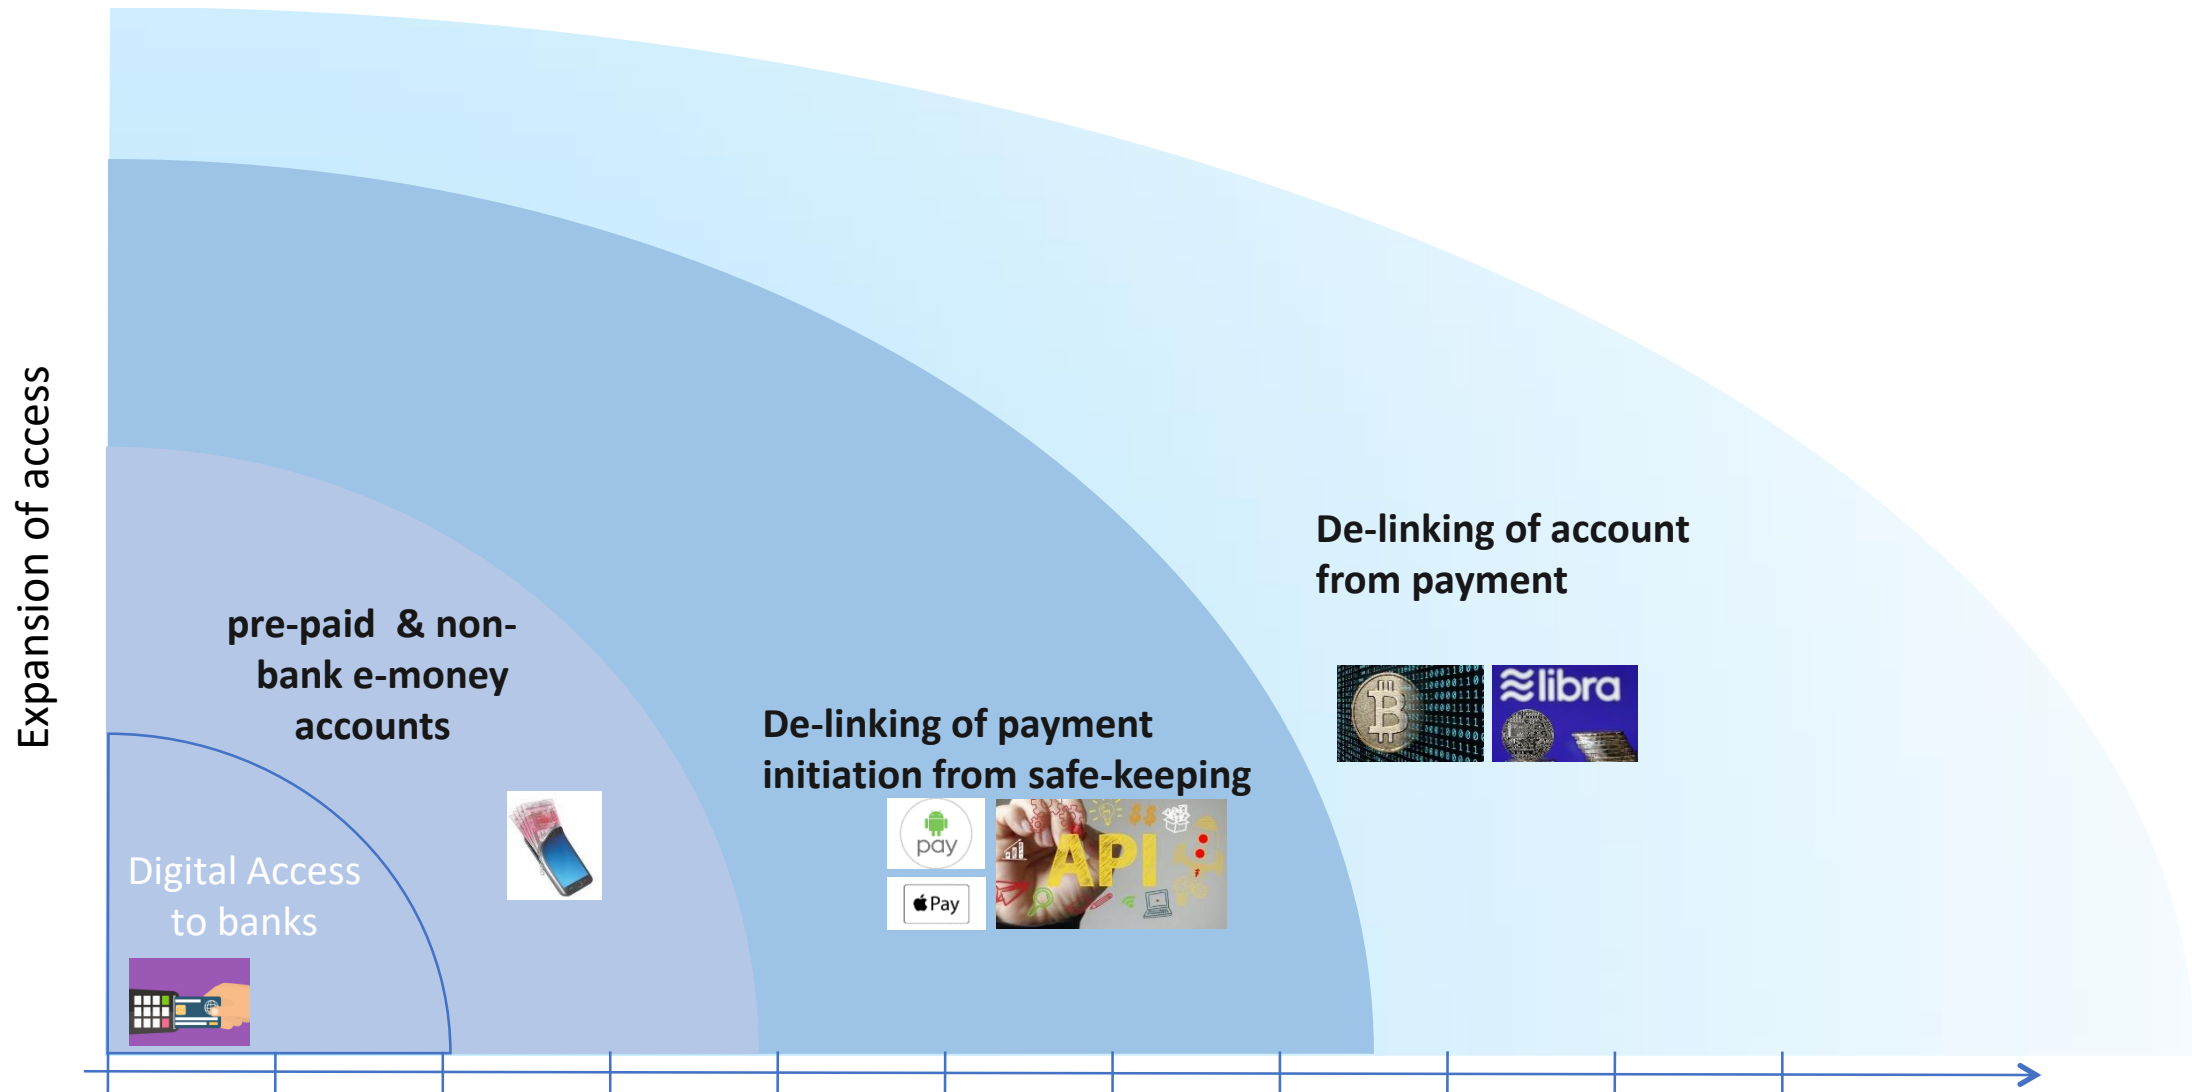 Expansion of access
De-linking of account
from payment
pre-paid & non-
bank e-money
accounts
libra
De-linking of payment
initiation from safe-keeping
pay
API
Pay
Digital Access
to banks